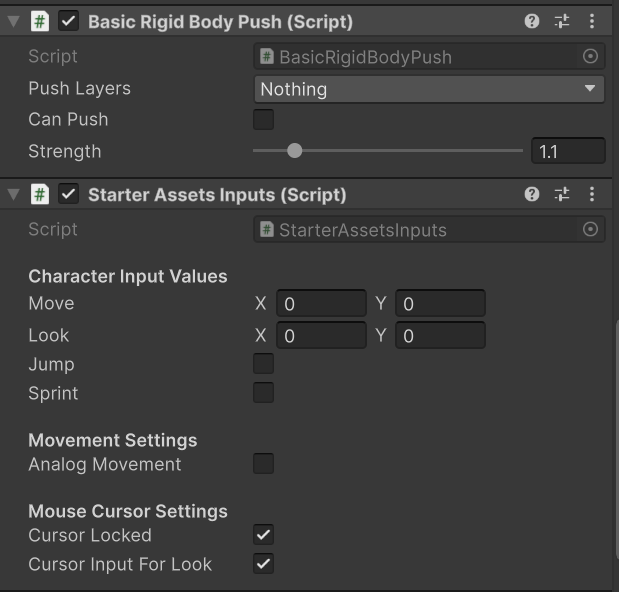 Basic Rigid Body Push (Script)
Script # BasicRigidBodyPush
Push Layers Nothing
Can Push
Strength 1.1
# Starter Assets Inputs (Script)
Script # StarterAssetsInputs
Character Input Values
Move X 0 Y 0
Look X 0 Y 0
Jump
Sprint
Movement Settings
Analog Movement
Mouse Cursor Settings
Cursor Locked
Cursor Input For Look